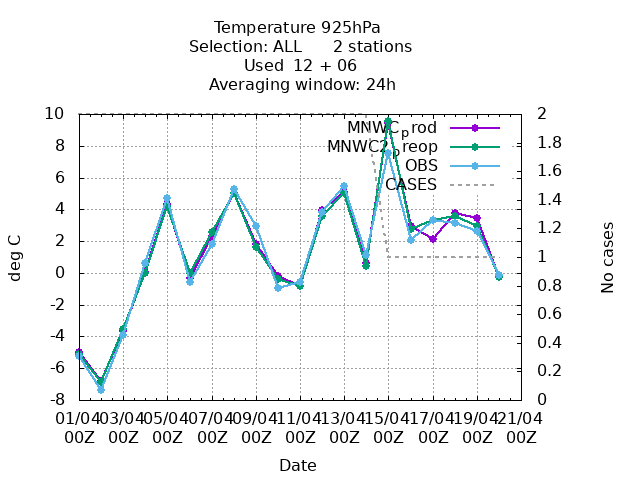 Temperature 925hPa
Selection: ALL 2 stations
Used 12 + 06
Averaging window: 24h
10
8
6
4
2
0
-2
-4
-6
-8
deg C
2
1.8
1.6
1.4
1.2
1
0.8
0.6
0.4
0.2
0
No cases
MNWC_prod
MNWC2_preop
OBS
CASES
01/04 03/04 05/04 07/04 09/04 11/04 13/04 15/04 17/04 19/04 21/04
00Z 00Z 00Z 00Z 00Z 00Z 00Z 00Z 00Z 00Z 00Z
Date